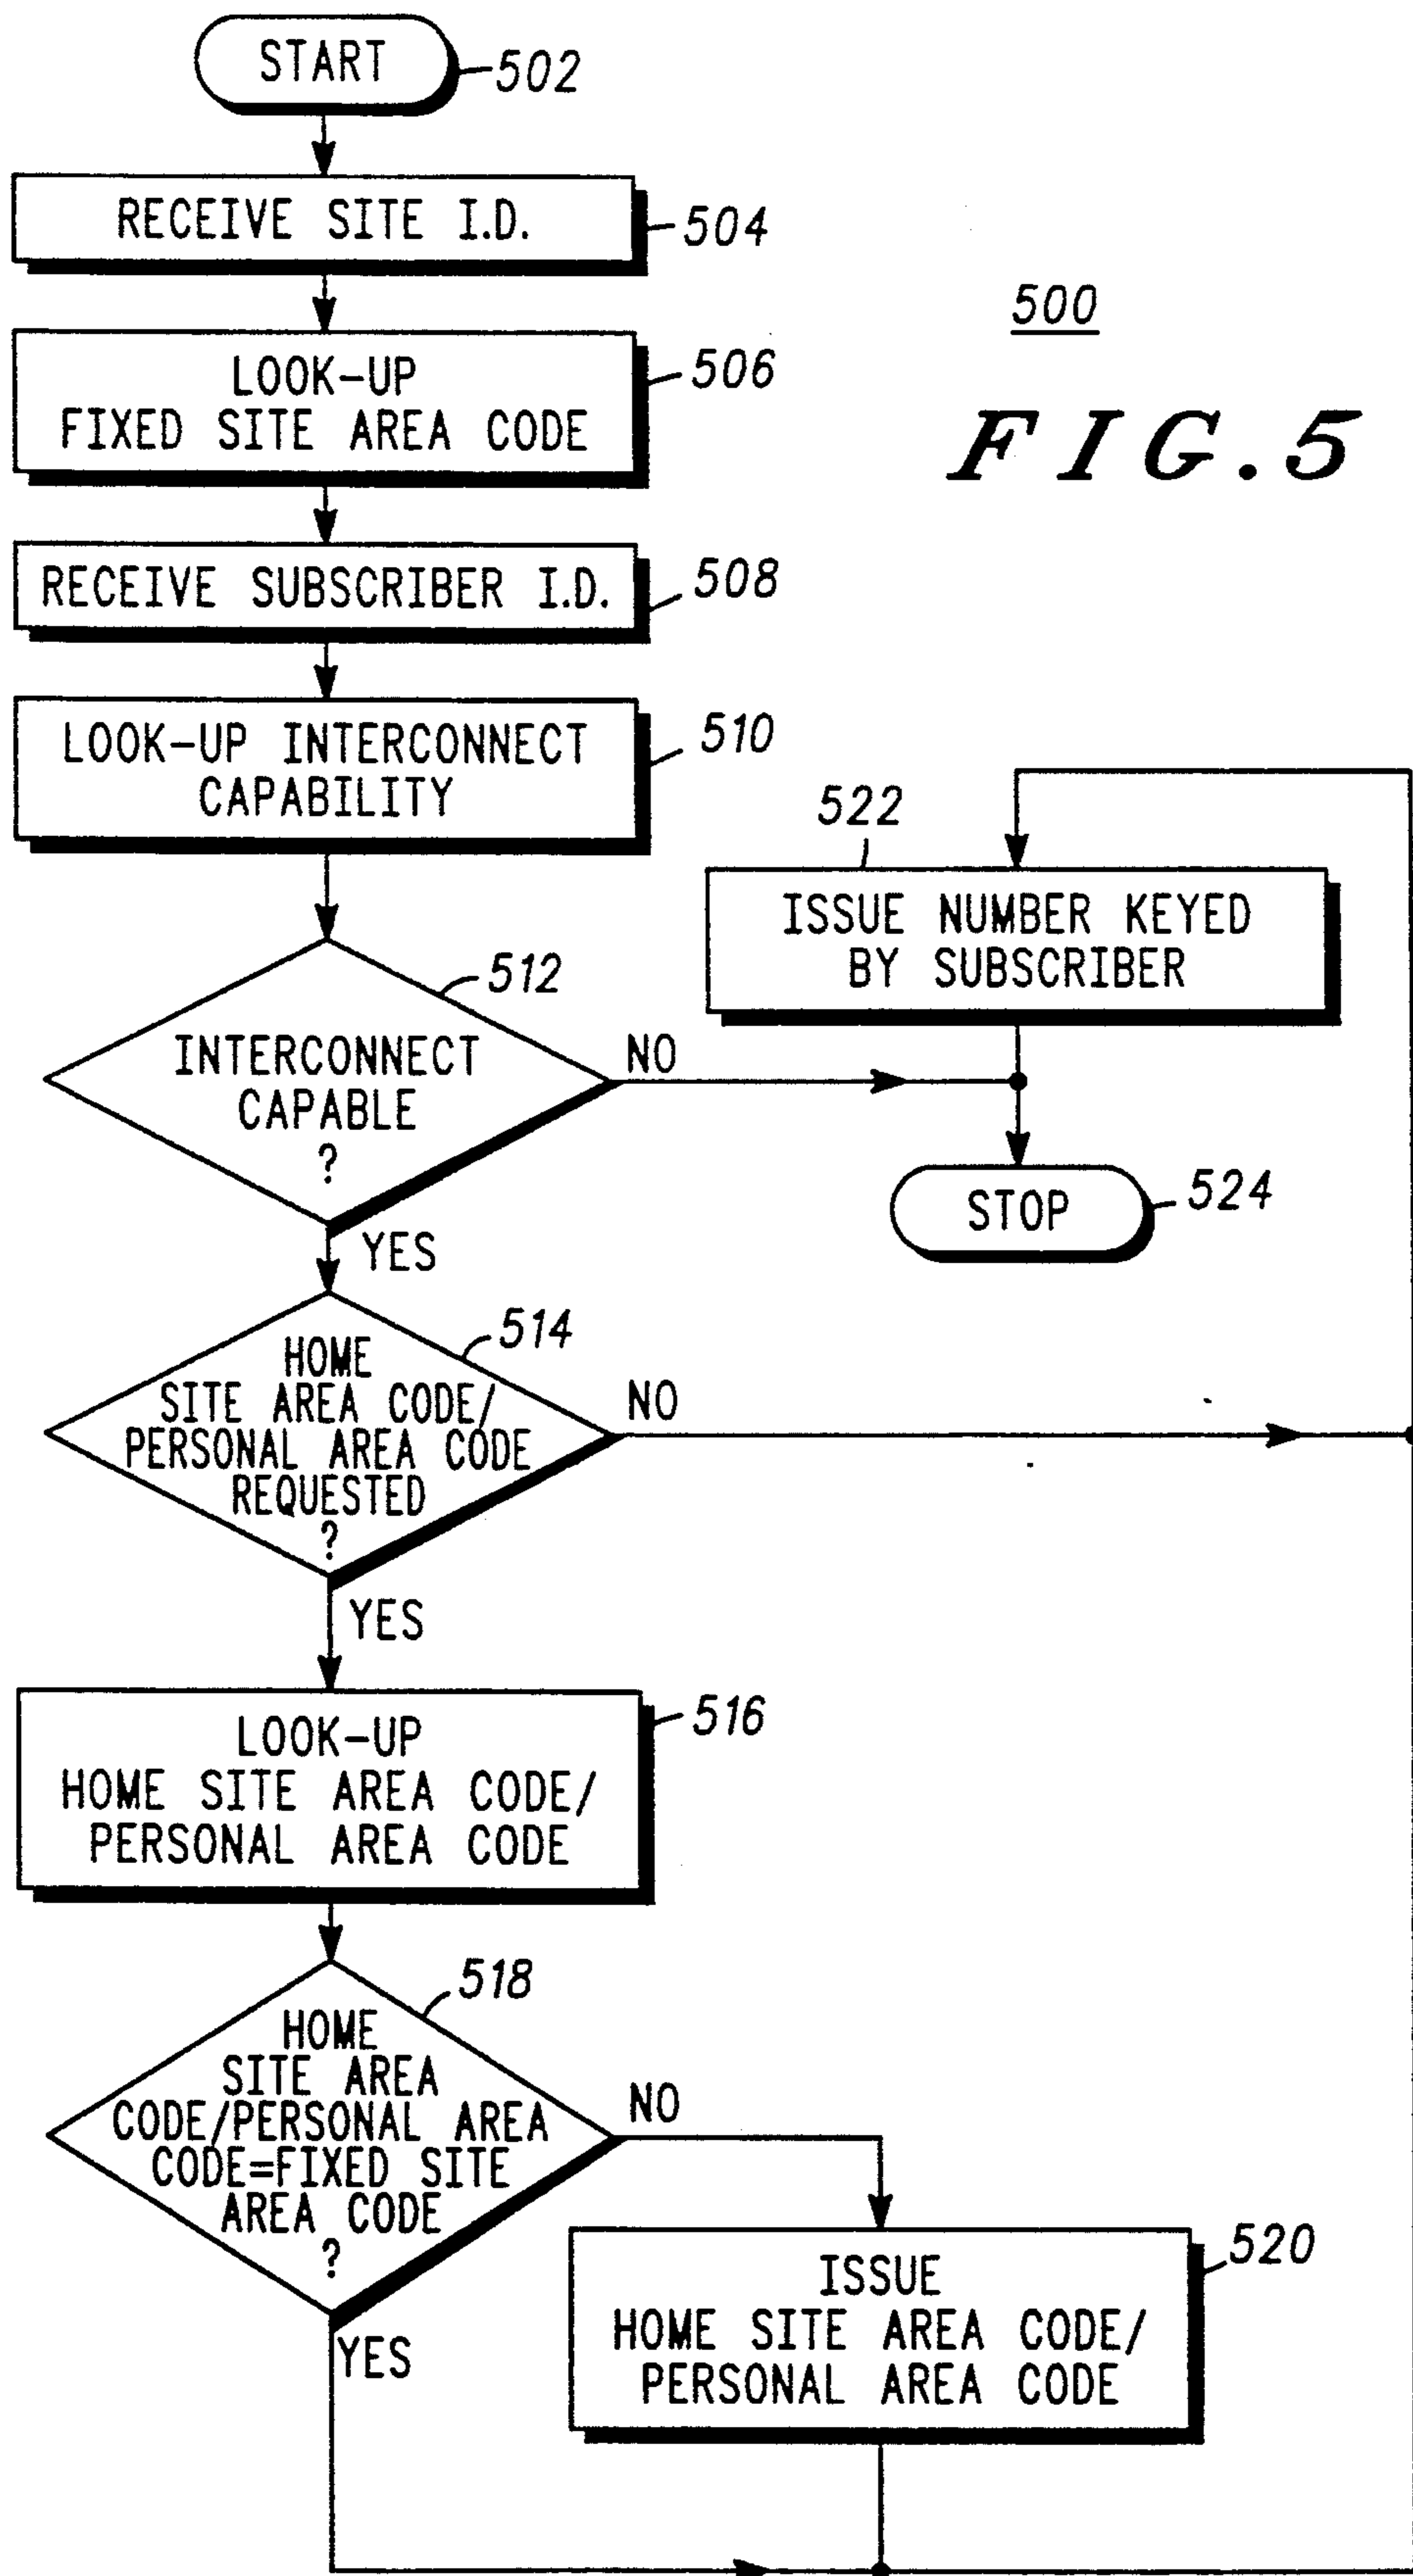 START
502
RECEIVE SITE I.D.
504
500
FIG.5
LOOK-UP
FIXED SITE AREA CODE
506
RECEIVE SUBSCRIBER I.D.
508
LOOK-UP INTERCONNECT
CAPABILITY
510
522
ISSUE NUMBER KEYED
BY SUBSCRIBER
512
INTERCONNECT
CAPABLE
?
NO
YES
STOP
524
514
HOME
SITE AREA CODE/
PERSONAL AREA CODE
REQUESTED
?
NO
YES
LOOK-UP
HOME SITE AREA CODE/
PERSONAL AREA CODE
516
518
HOME
SITE AREA
CODE/PERSONAL AREA
CODE=FIXED SITE
AREA CODE
?
NO
YES
ISSUE
HOME SITE AREA CODE/
PERSONAL AREA CODE
520